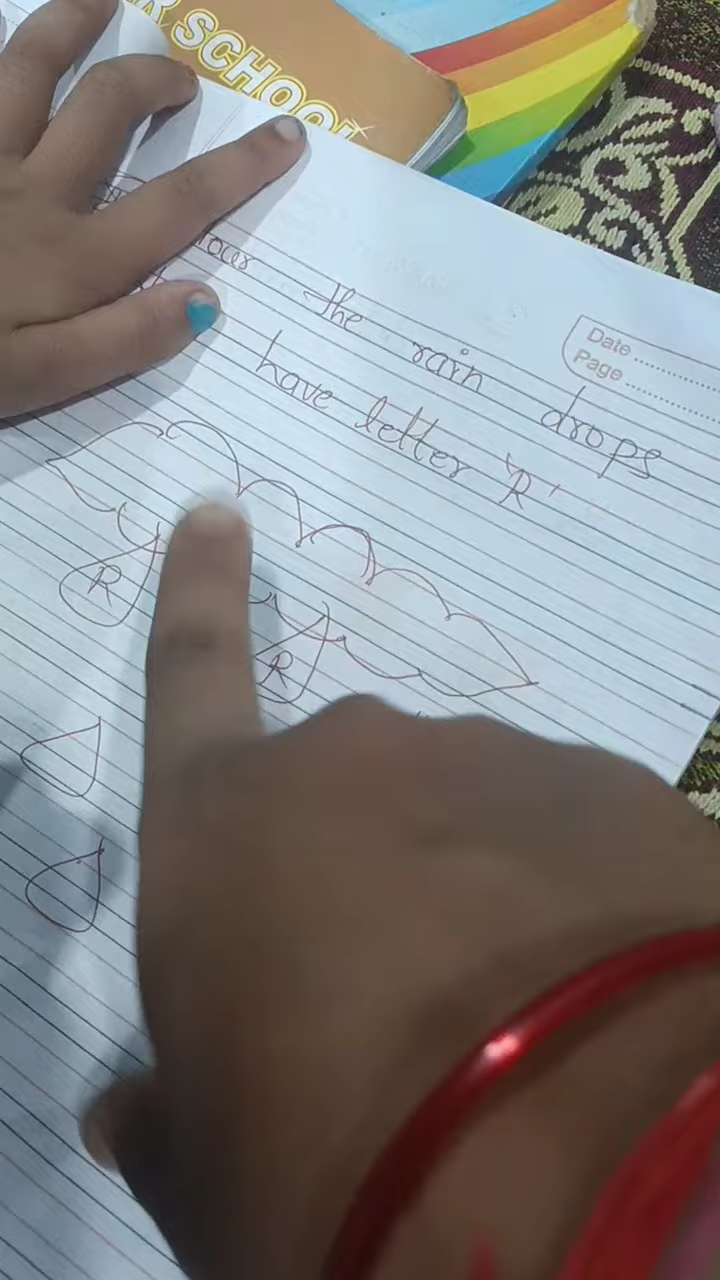 R SCHOOL
the rain drops
have letter 'R'
Date
Page
R
R